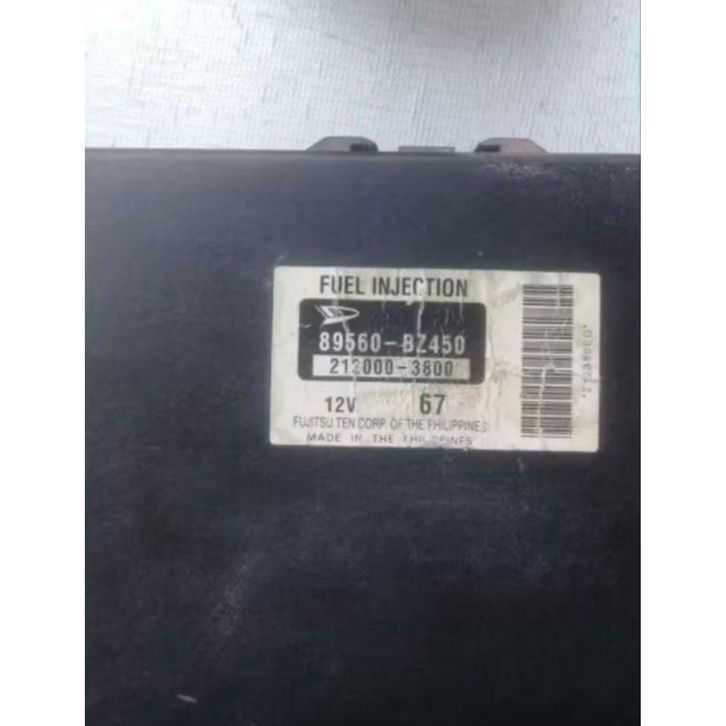 FUEL INJECTION
89560-BZ450
212000-3800
12V 67
FUJITSU TEN CORP. OF THE PHILIPPINES
MADE IN THE PHILIPPINES